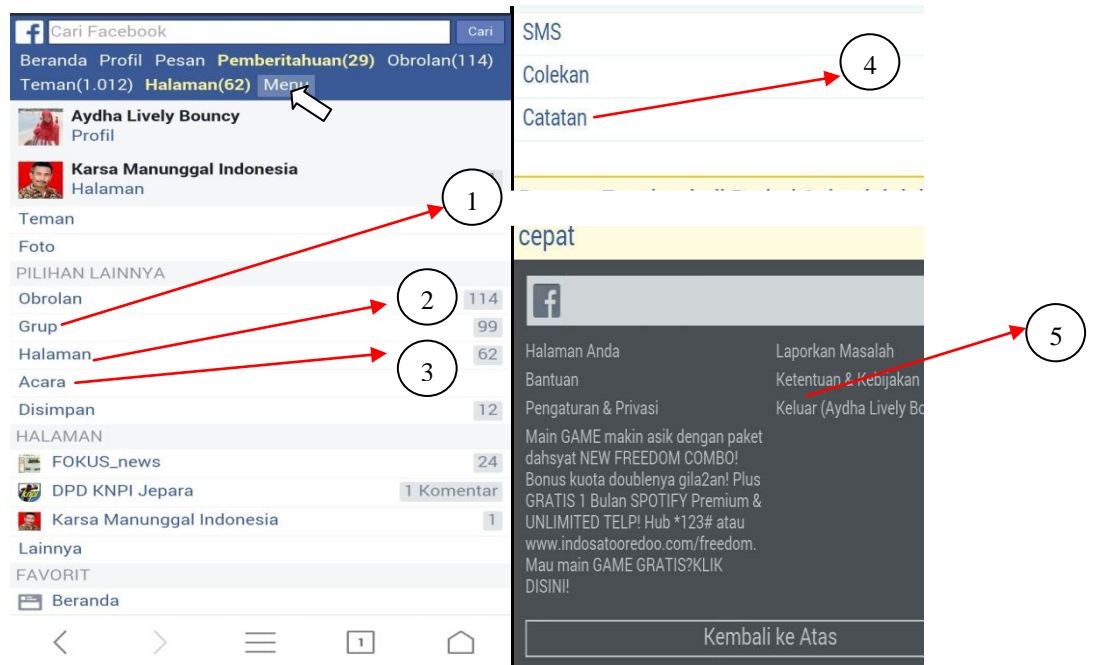 Cari Facebook
Cari
Beranda Profil Pesan Pemberitahuan(29) Obrolan(114)
Teman(1.012) Halaman(62) Menu
Aydha Lively Bouncy
Profil
Karsa Manunggal Indonesia
Halaman
Teman
Foto
PILIHAN LAINNYA
Obrolan 114
Grup 99
Halaman 62
Acara
Disimpan 12
HALAMAN
FOKUS_news 24
DPD KNPI Jepara 1 Komentar
Karsa Manunggal Indonesia 1
Lainnya
FAVORIT
Beranda
1
1
2
3
SMS
Colekan
Catatan
4
cepat
Halaman Anda
Laporkan Masalah
Bantuan
Ketentuan & Kebijakan
Pengaturan & Privasi
Keluar (Aydha Lively Bo
5
Main GAME makin asik dengan paket
dahsyat NEW FREEDOM COMBO!
Bonus kuota doublenya gila2an! Plus
GRATIS 1 Bulan SPOTIFY Premium &
UNLIMITED TELP! Hub *123# atau
www.indosatooredoo.com/freedom.
Mau main GAME GRATIS?KLIK
DISINI!
Kembali ke Atas